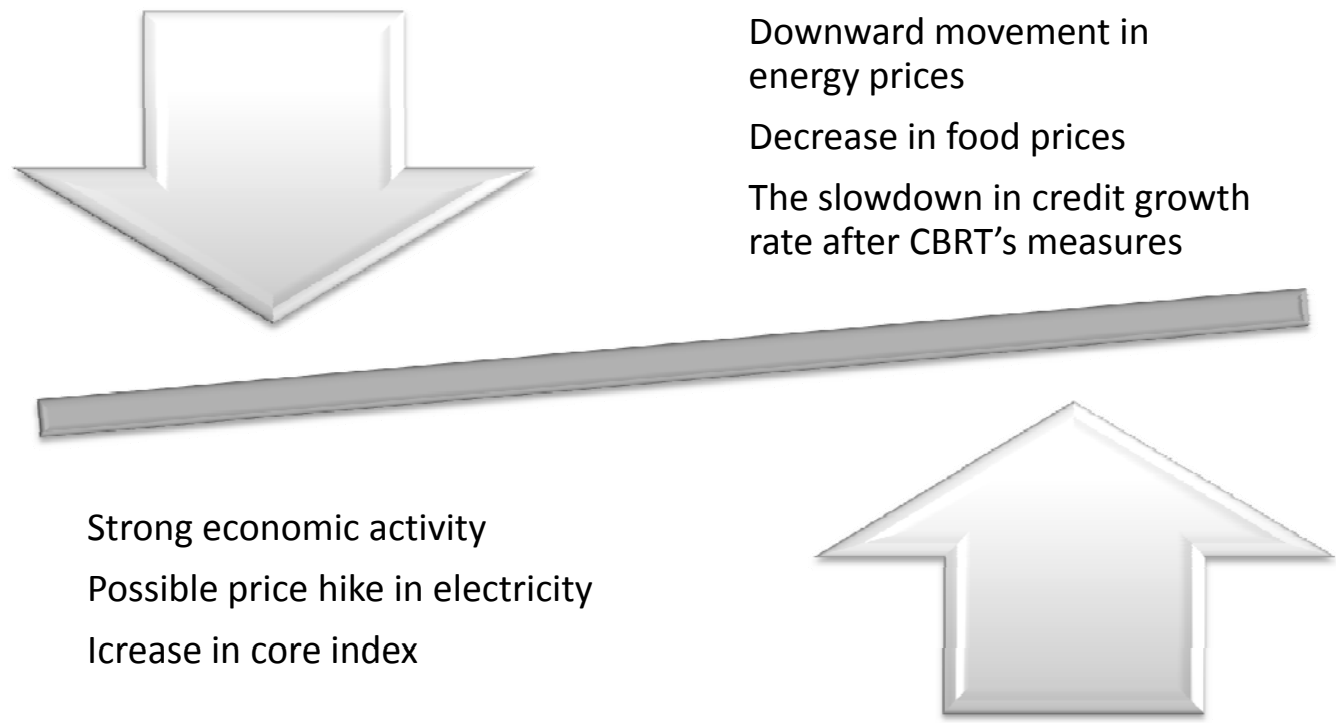 Downward movement in
energy prices
Decrease in food prices
The slowdown in credit growth
rate after CBRT’s measures
Strong economic activity
Possible price hike in electricity
Icrease in core index